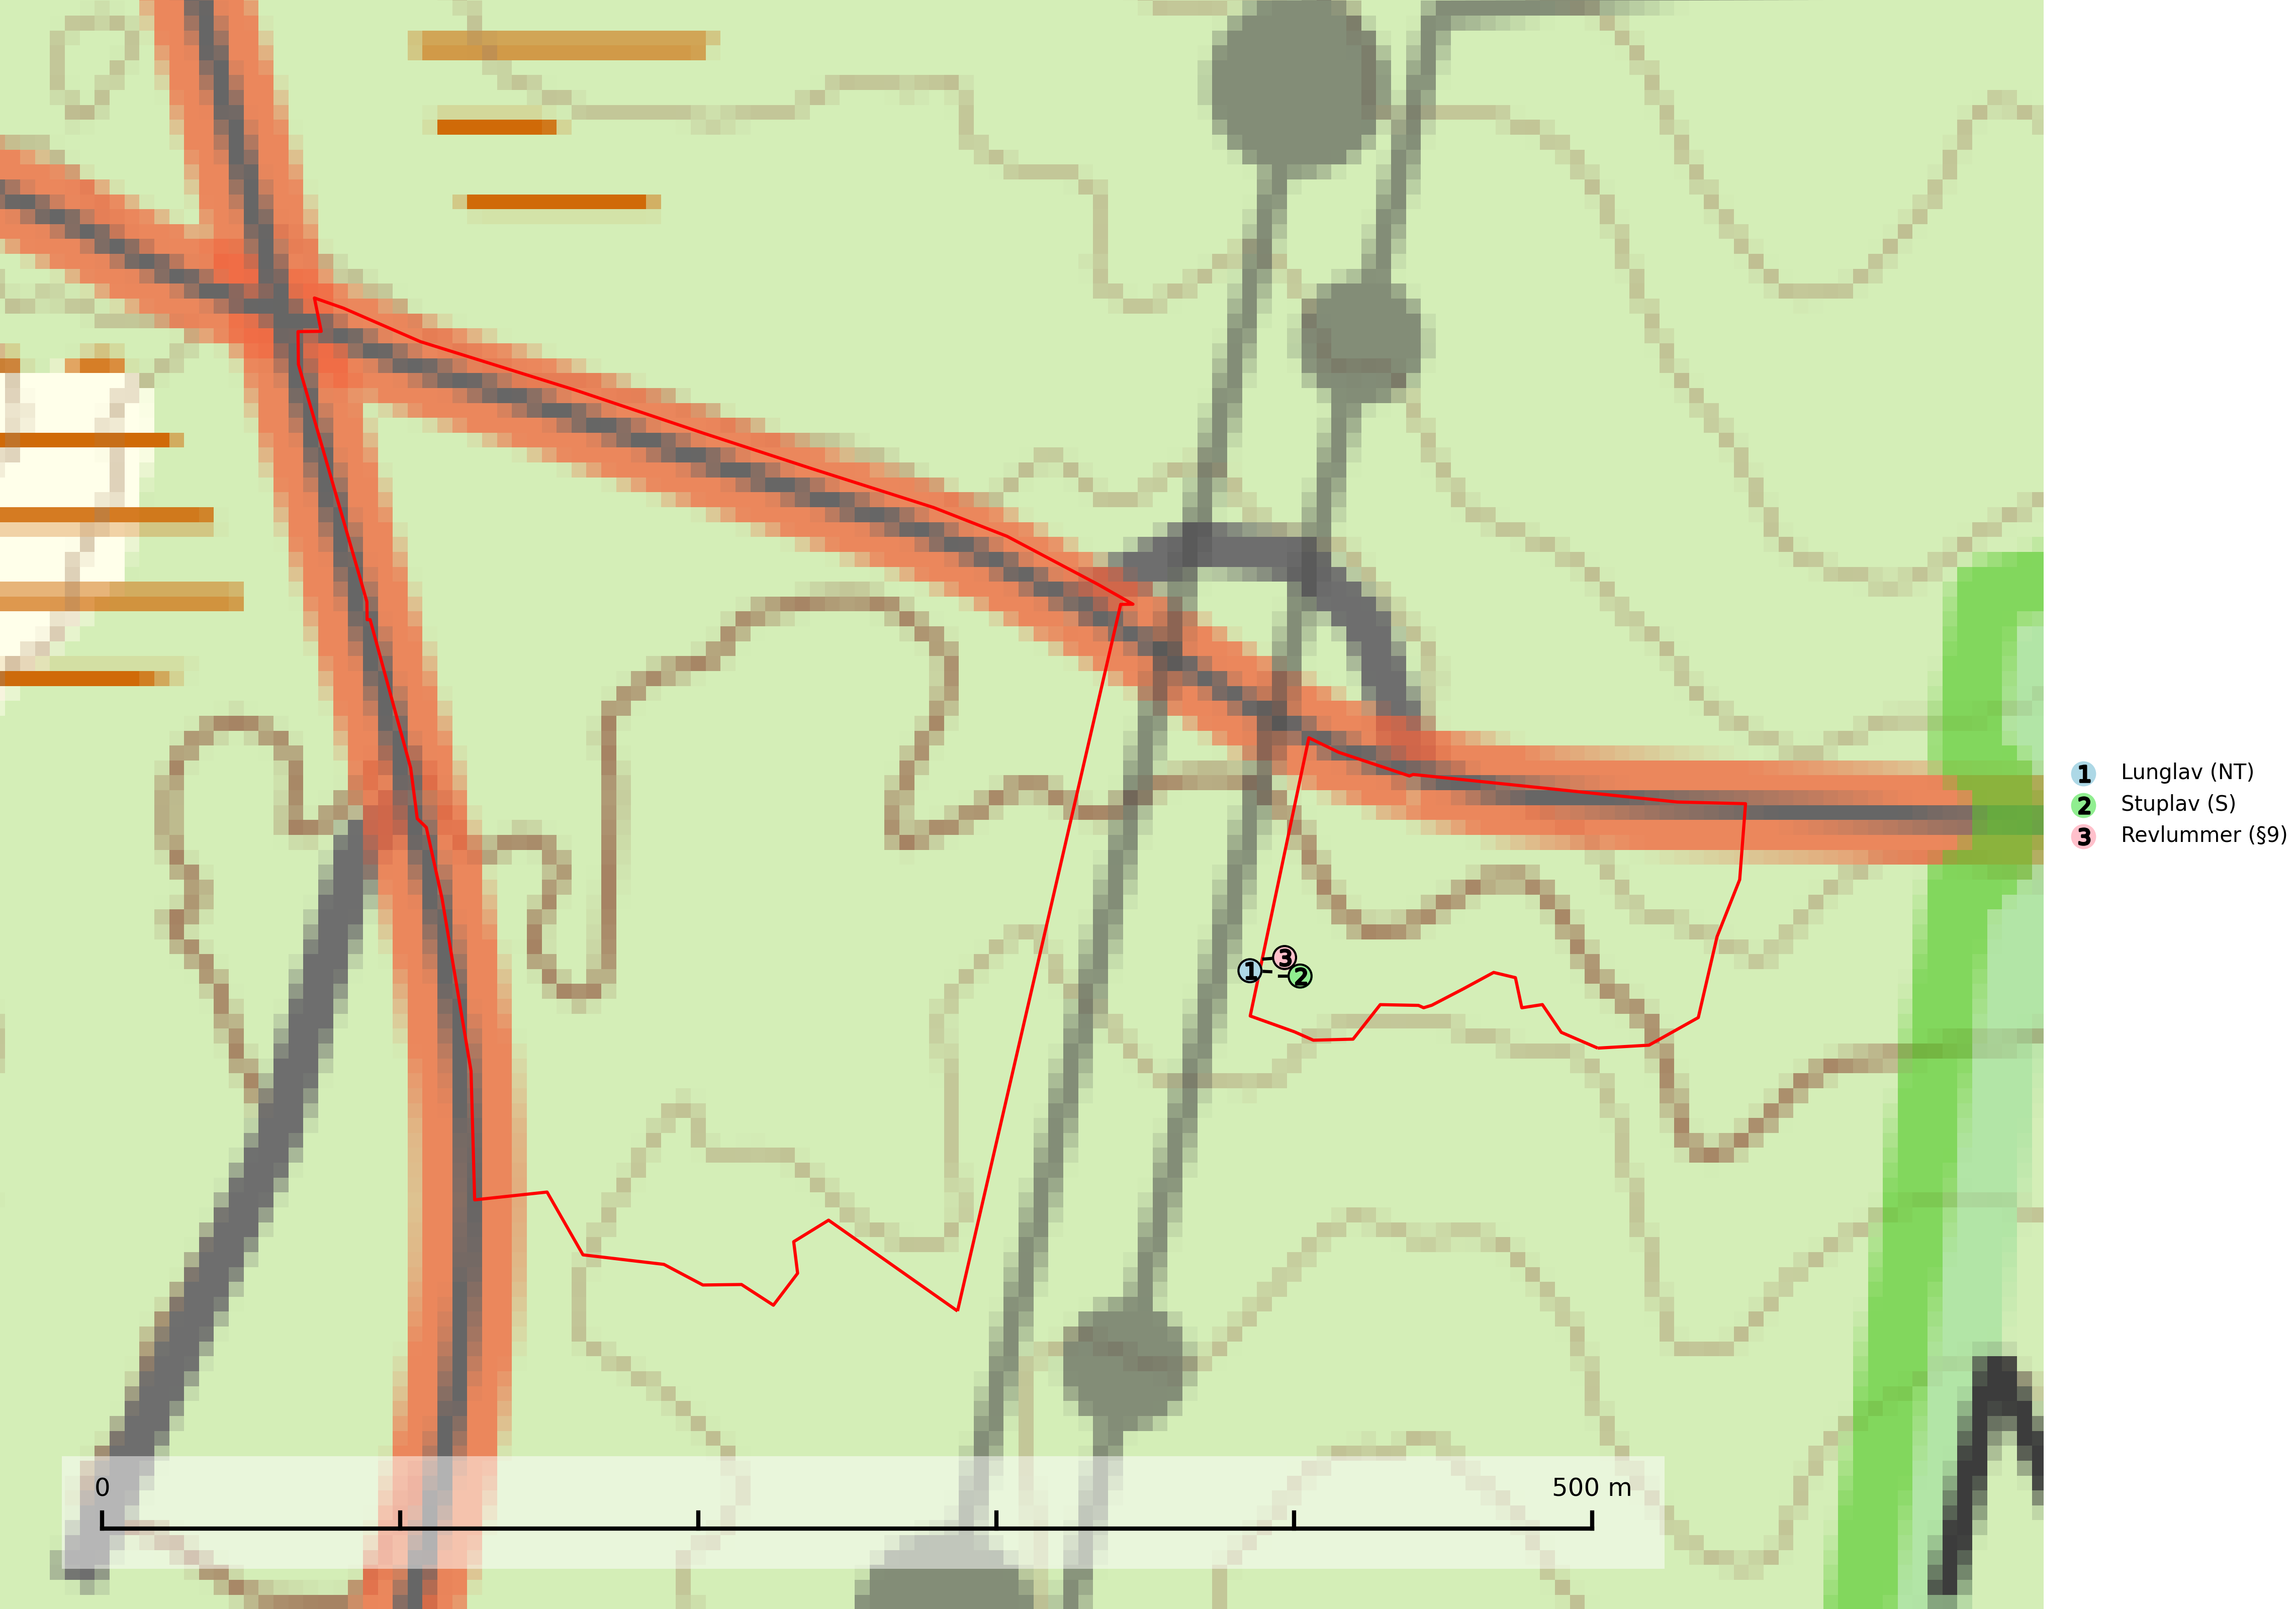 1 Lunglav (NT)
2 Stuplav (S)
3 Revlummer (§9)
3
1
2
0 500 m